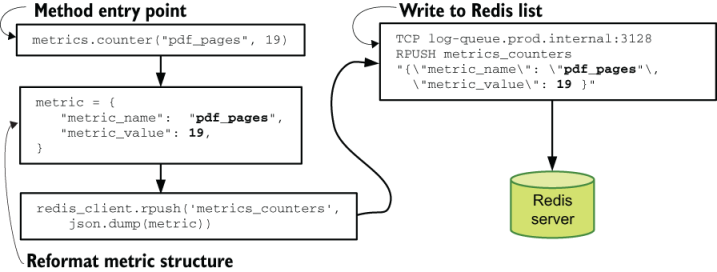 Method entry point
metrics.counter("pdf_pages", 19)
metric = {
"metric_name": "pdf_pages",
"metric_value": 19,
}
redis_client.rpush('metrics_counters',
json.dump(metric))
Reformat metric structure
Write to Redis list
TCP log-queue.prod.internal:3128
RPUSH metrics_counters
"{\"metric_name\": \"pdf_pages"\,
\"metric_value\": 19 }"
Redis
server